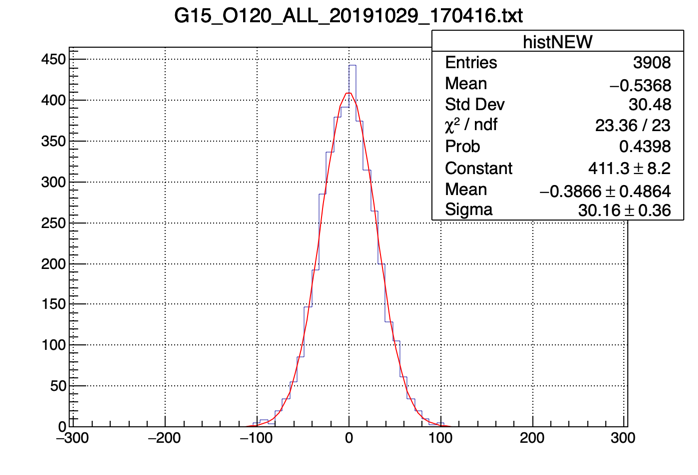 G15_O120_ALL_20191029_170416.txt
histNEW
Entries 3908
Mean −0.5368
Std Dev 30.48
χ² / ndf 23.36 / 23
Prob 0.4398
Constant 411.3 ± 8.2
Mean −0.3866 ± 0.4864
Sigma 30.16 ± 0.36
450
400
350
300
250
200
150
100
50
0
−300 −200 −100 0 100 200 300